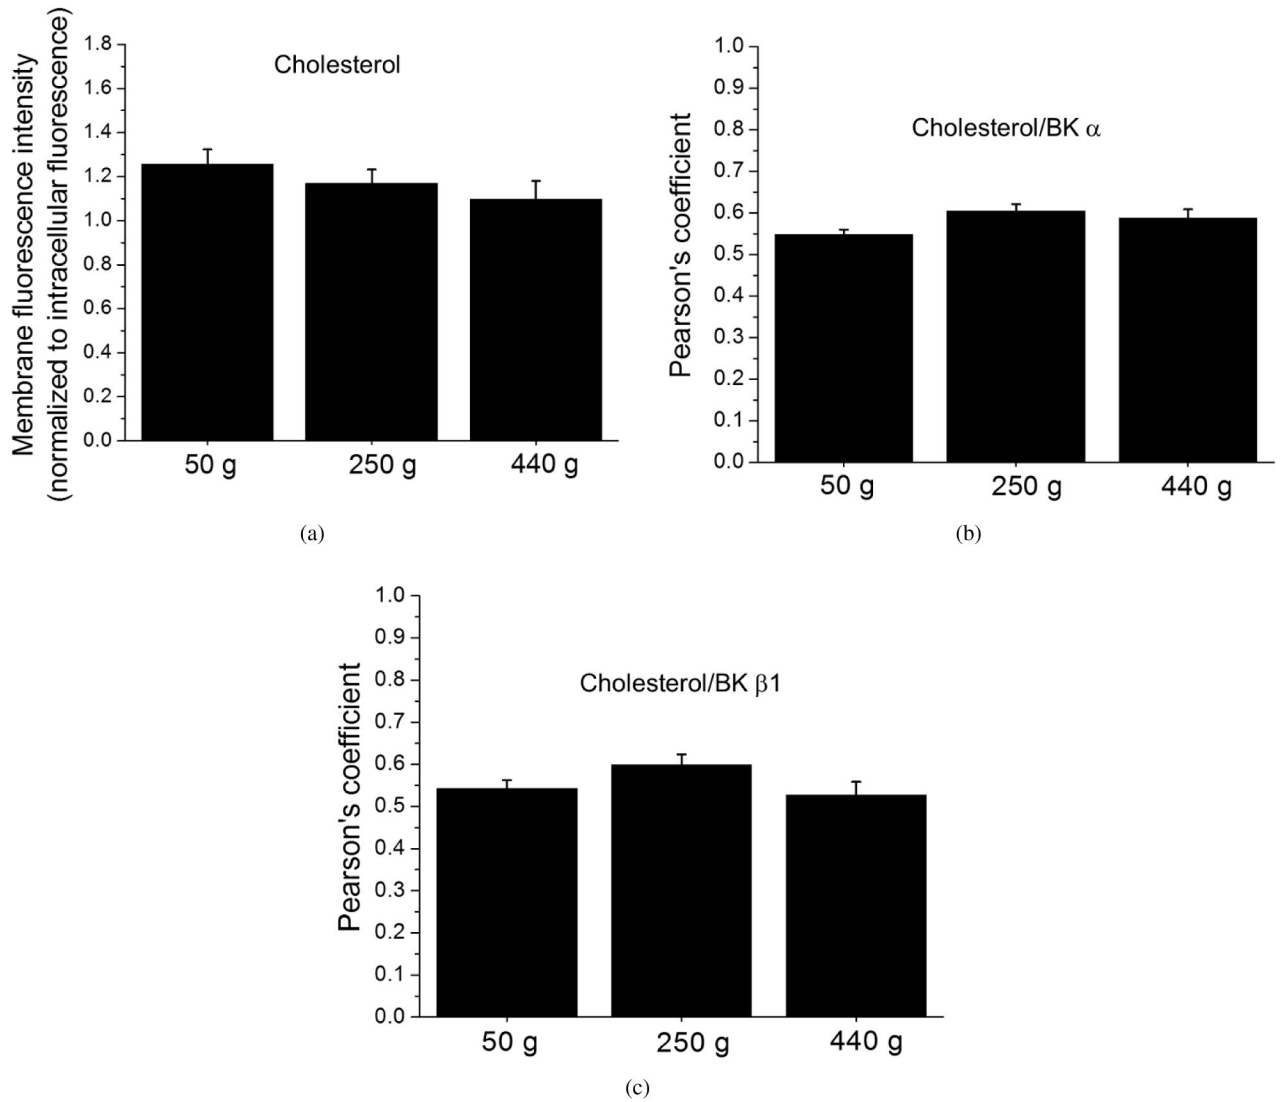 Membrane fluorescence intensity
(normalized to intracellular fluorescence)
Cholesterol
1.8
1.6
1.4
1.2
1.0
0.8
0.6
0.4
0.2
0.0
50 g 250 g 440 g
(a)
Pearson's coefficient
Cholesterol/BK α
1.0
0.9
0.8
0.7
0.6
0.5
0.4
0.3
0.2
0.1
0.0
50 g 250 g 440 g
(b)
Pearson's coefficient
Cholesterol/BK β1
1.0
0.9
0.8
0.7
0.6
0.5
0.4
0.3
0.2
0.1
0.0
50 g 250 g 440 g
(c)